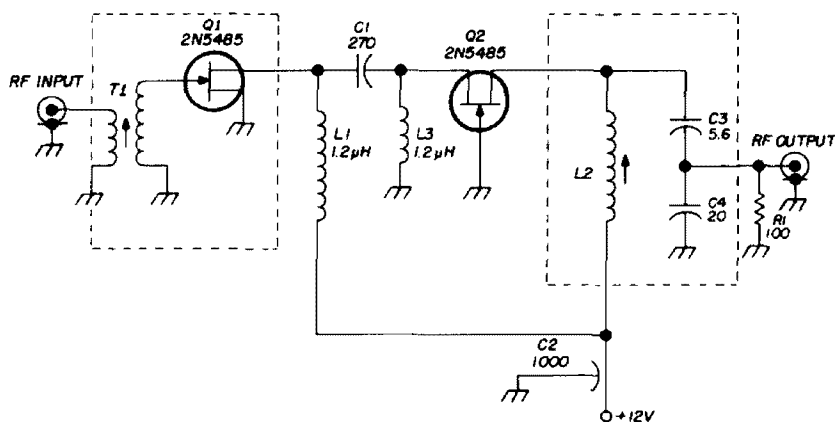 Q1
2N5485
C1
270
Q2
2N5485
RF INPUT
T1
L1
1.2μH
L3
1.2μH
L2
C3
5.6
RF OUTPUT
C4
20
R1
100
C2
1000
+12V